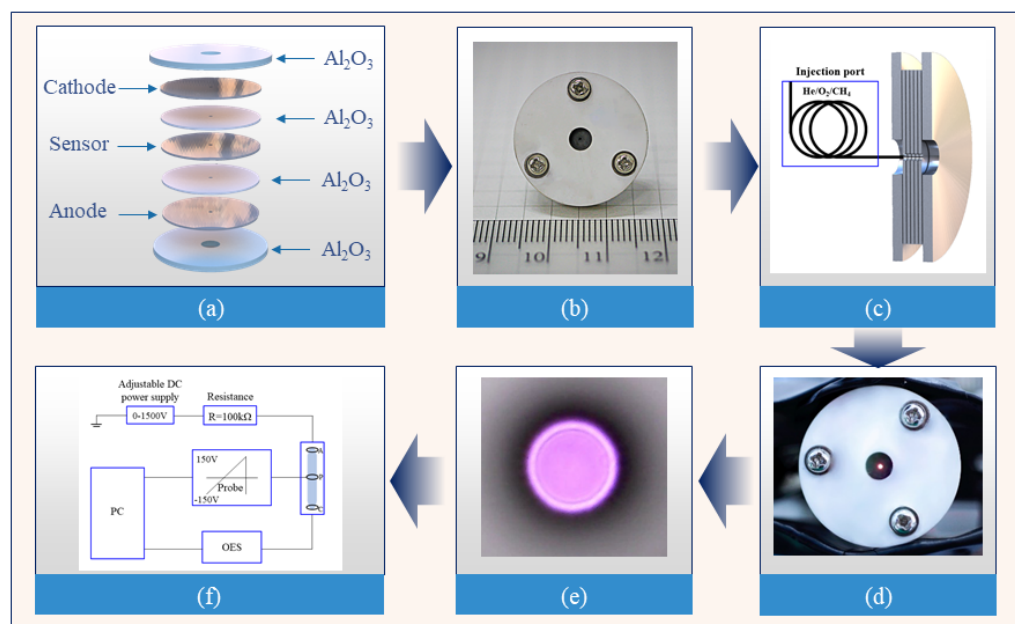 Al₂O₃
Cathode
Al₂O₃
Sensor
Al₂O₃
Anode
Al₂O₃
(a)
9 10 11 12
(b)
Injection port
He/O₂/CH₄
(c)
Adjustable DC
power supply
0-1500V
Resistance
R=100kΩ
150V
Probe
-150V
A
P
C
PC
OES
(f)
(e)
(d)